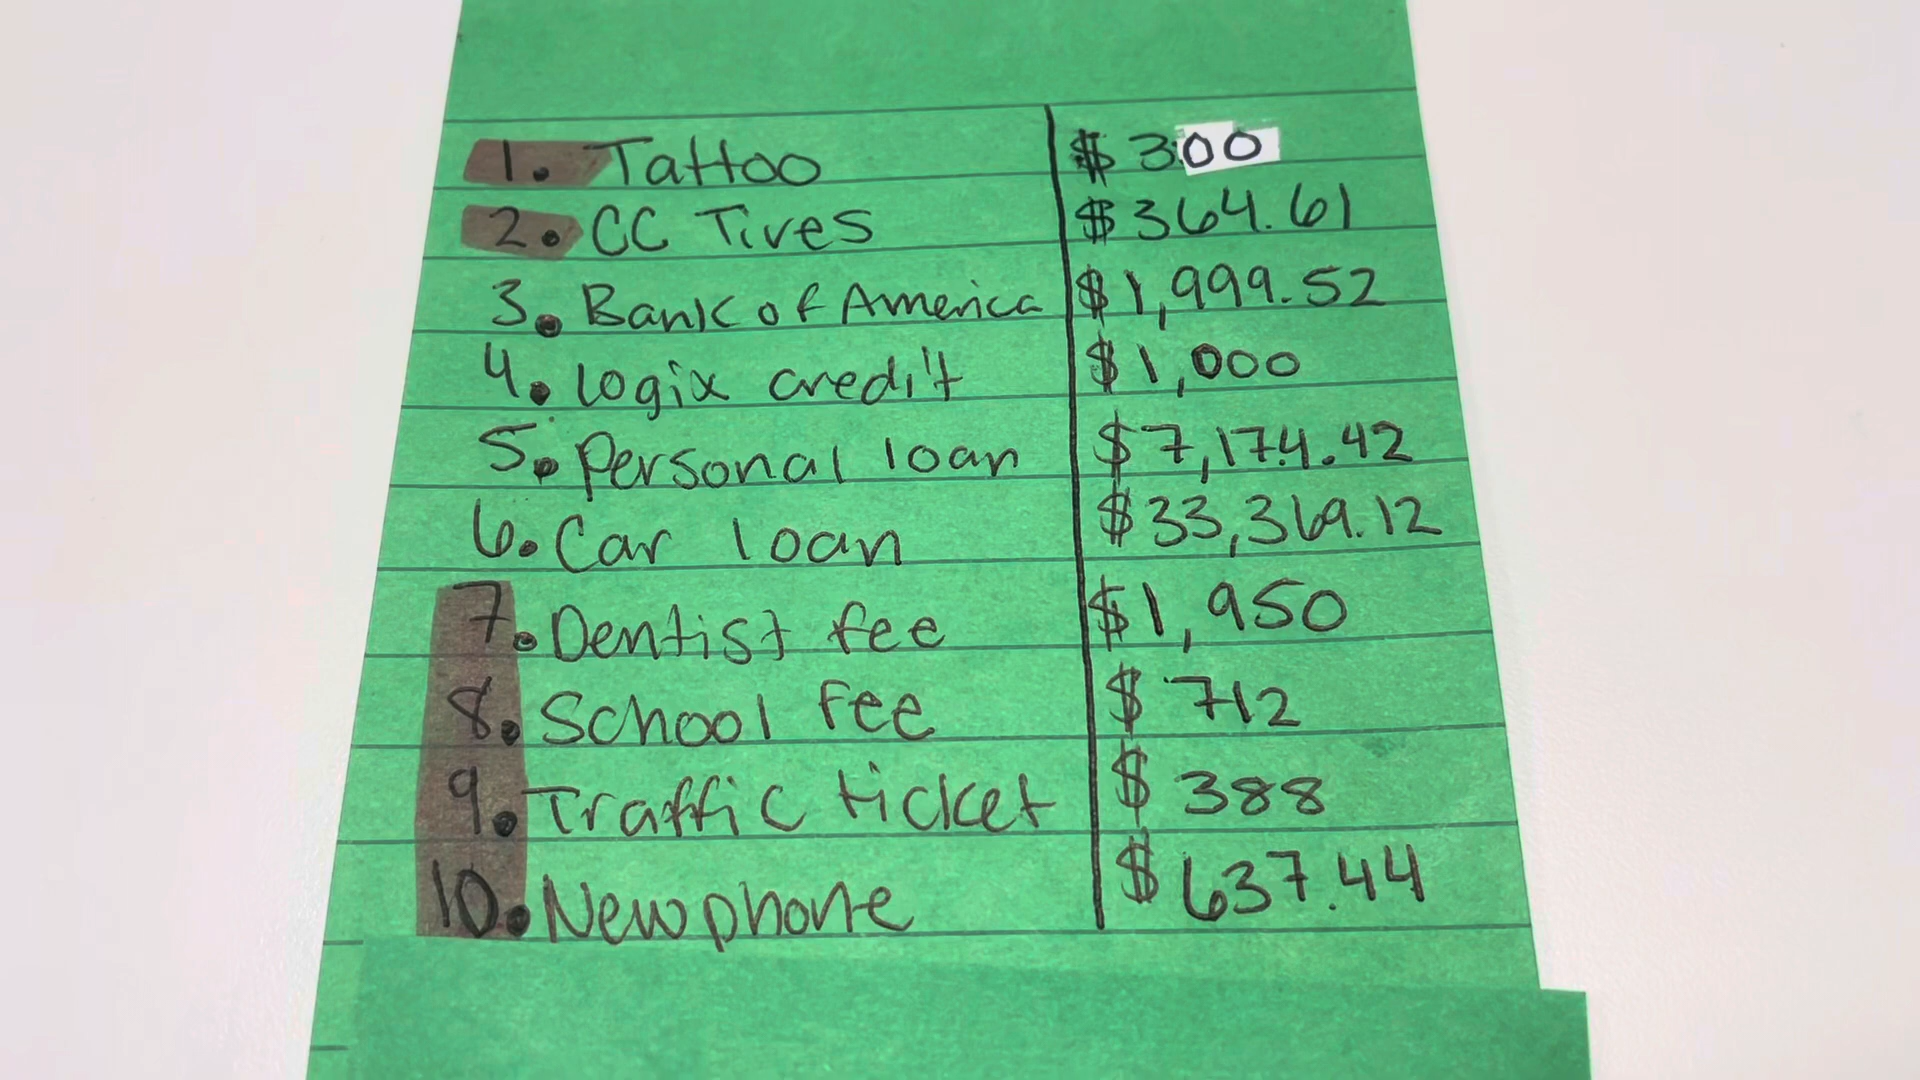 1. Tattoo $ 300
2. CC Tires $364.61
3. Bank of America $1,999.52
4. logix credit $1,000
5. Personal loan $7,174.42
6. Car loan $33,369.12
7. Dentist fee $1,950
8. School fee $ 712
9. Traffic ticket $ 388
10. New phone $ 637.44